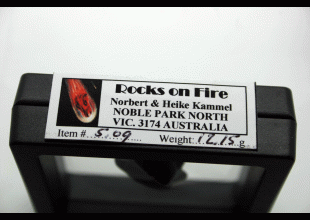 Rocks on Fire
Norbert & Heike Kammel
NOBLE PARK NORTH
VIC. 3174 AUSTRALIA
Item #...5.09........ Weight:.12.15.g